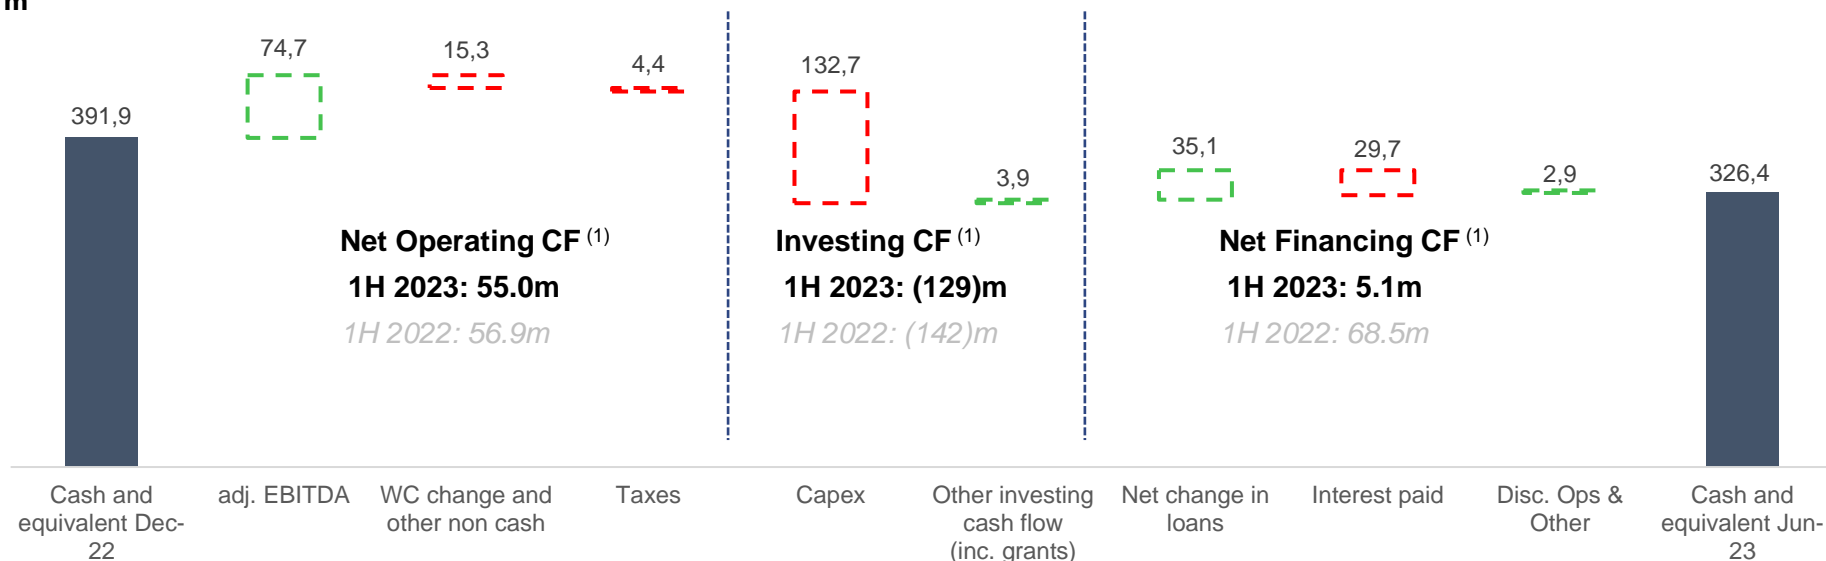 m
391,9
74,7
15,3
4,4
132,7
3,9
35,1
29,7
2,9
326,4
Net Operating CF (1)
1H 2023: 55.0m
1H 2022: 56.9m
Investing CF (1)
1H 2023: (129)m
1H 2022: (142)m
Net Financing CF (1)
1H 2023: 5.1m
1H 2022: 68.5m
Cash and
equivalent Dec-
22
adj. EBITDA
WC change and
other non cash
Taxes
Capex
Other investing
cash flow
(inc. grants)
Net change in
loans
Interest paid
Disc. Ops &
Other
Cash and
equivalent Jun-
23